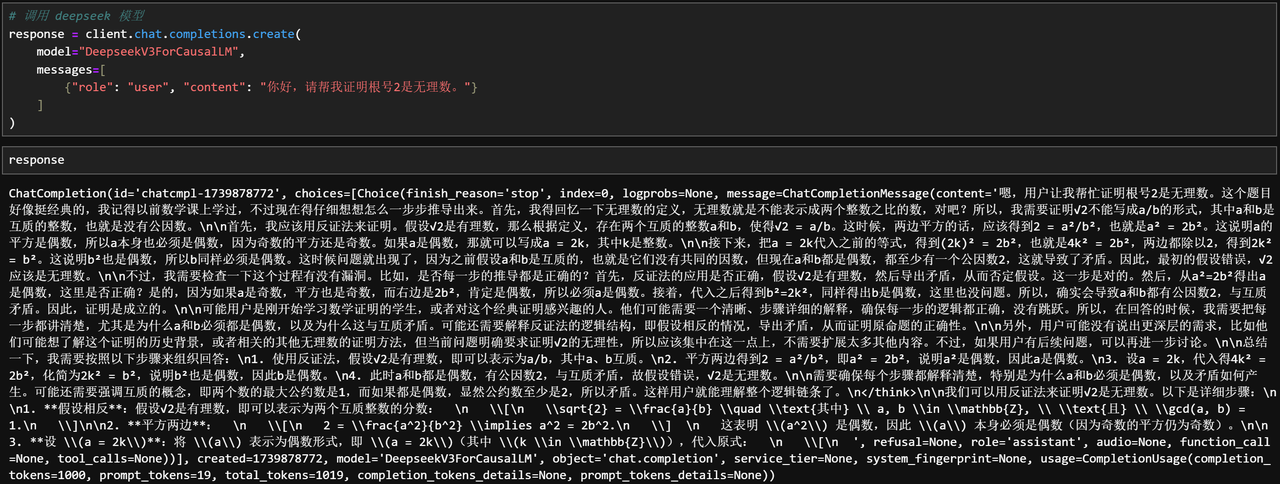 # 调用 deepseek 模型
response = client.chat.completions.create(
    model="DeepseekV3ForCausalLM",
    messages=[
        {"role": "user", "content": "你好，请帮我证明根号2是无理数。"}
    ]
)
response
ChatCompletion(id='chatcmpl-1739878772', choices=[Choice(finish_reason='stop', index=0, logprobs=None, message=ChatCompletionMessage(content='嗯，用户让我帮忙证明根号2是无理数。这个题目
好像挺经典的，我记得以前数学课上学过，不过现在得仔细想想怎么一步步推导出来。首先，我得回忆一下无理数的定义，无理数就是不能表示成两个整数之比的数，对吧？所以，我需要证明√2不能写成a/b的形式，其中a和b是
互质的整数，也就是没有公因数。\n\n首先，我应该用反证法来证明。假设√2是有理数，那么根据定义，存在两个互质的整数a和b，使得√2 = a/b。这时候，两边平方的话，应该得到2 = a²/b²，也就是a² = 2b²。这说明a的
平方是偶数，所以a本身也必须是偶数，因为奇数的平方还是奇数。如果a是偶数，那就可以写成a = 2k，其中k是整数。\n\n接下来，把a = 2k代入之前的等式，得到(2k)² = 2b²，也就是4k² = 2b²，两边都除以2，得到2k²
= b²。这说明b²也是偶数，所以b同样必须是偶数。这时候问题就出现了，因为之前假设a和b是互质的，也就是它们没有共同的因数，但现在a和b都是偶数，都至少有一个公因数2，这就导致了矛盾。因此，最初的假设错误，√2
应该是无理数。\n\n不过，我需要检查一下这个过程有没有漏洞。比如，是否每一步的推导都是正确的？首先，反证法的应用是否正确，假设√2是有理数，然后导出矛盾，从而否定假设。这一步是对的。然后，从a²=2b²得出a
是偶数，这里是否正确？是的，因为如果a是奇数，平方也是奇数，而右边是2b²，肯定是偶数，所以必须a是偶数。接着，代入之后得到b²=2k²，同样得出b是偶数，这里也没问题。所以，确实会导致a和b都有公因数2，与互质
矛盾。因此，证明是成立的。\n\n可能用户是刚开始学习数学证明的学生，或者对这个经典证明感兴趣的人。他们可能需要一个清晰、步骤详细的解释，确保每一步的逻辑都正确，没有跳跃。所以，在回答的时候，我需要把每
一步都讲清楚，尤其是为什么a和b必须都是偶数，以及为什么这与互质矛盾。可能还需要解释反证法的逻辑结构，即假设相反的情况，导出矛盾，从而证明原命题的正确性。\n\n另外，用户可能没有说出更深层的需求，比如他
们可能想了解这个证明的历史背景，或者相关的其他无理数的证明方法，但当前问题明确要求证明√2的无理性，所以应该集中在这一点上，不需要扩展太多其他内容。不过，如果用户有后续问题，可以再进一步讨论。\n\n总结
一下，我需要按照以下步骤来组织回答：\n1. 使用反证法，假设√2是有理数，即可以表示为a/b，其中a、b互质。\n2. 平方两边得到2 = a²/b²，即a² = 2b²，说明a²是偶数，因此a是偶数。\n3. 设a = 2k，代入得4k² =
2b²，化简为2k² = b²，说明b²也是偶数，因此b是偶数。\n4. 此时a和b都是偶数，有公因数2，与互质矛盾，故假设错误，√2是无理数。\n\n需要确保每个步骤都解释清楚，特别是为什么a和b必须是偶数，以及矛盾如何产
生。可能还需要强调互质的概念，即两个数的最大公约数是1，而如果都是偶数，显然公约数至少是2，所以矛盾。这样用户就能理解整个逻辑链条了。\n</think>\n\n我们可以用反证法来证明√2是无理数。以下是详细步骤：\n
\n1. **假设相反**：假设√2是有理数，即可以表示为两个互质整数的分数：   \n   \\[\n   \\sqrt{2} = \\frac{a}{b} \\quad \\text{其中} \\ a, b \\in \\mathbb{Z}, \\ \\text{且} \\ \\gcd(a, b) =
1.\n   \\]\n\n2. **平方两边**：   \n   \\[\n   2 = \\frac{a^2}{b^2} \\implies a^2 = 2b^2.\n   \\]  \n   这表明 \\(a^2\\) 是偶数，因此 \\(a\\) 本身必须是偶数（因为奇数的平方仍为奇数）。\n\n
3. **设 \\(a = 2k\\)**：将 \\(a\\) 表示为偶数形式，即 \\(a = 2k\\)（其中 \\(k \\in \\mathbb{Z}\\)），代入原式：   \n   \\[\n  ', refusal=None, role='assistant', audio=None, function_call
=None, tool_calls=None))], created=1739878772, model='DeepseekV3ForCausalLM', object='chat.completion', service_tier=None, system_fingerprint=None, usage=CompletionUsage(completion_
tokens=1000, prompt_tokens=19, total_tokens=1019, completion_tokens_details=None, prompt_tokens_details=None))